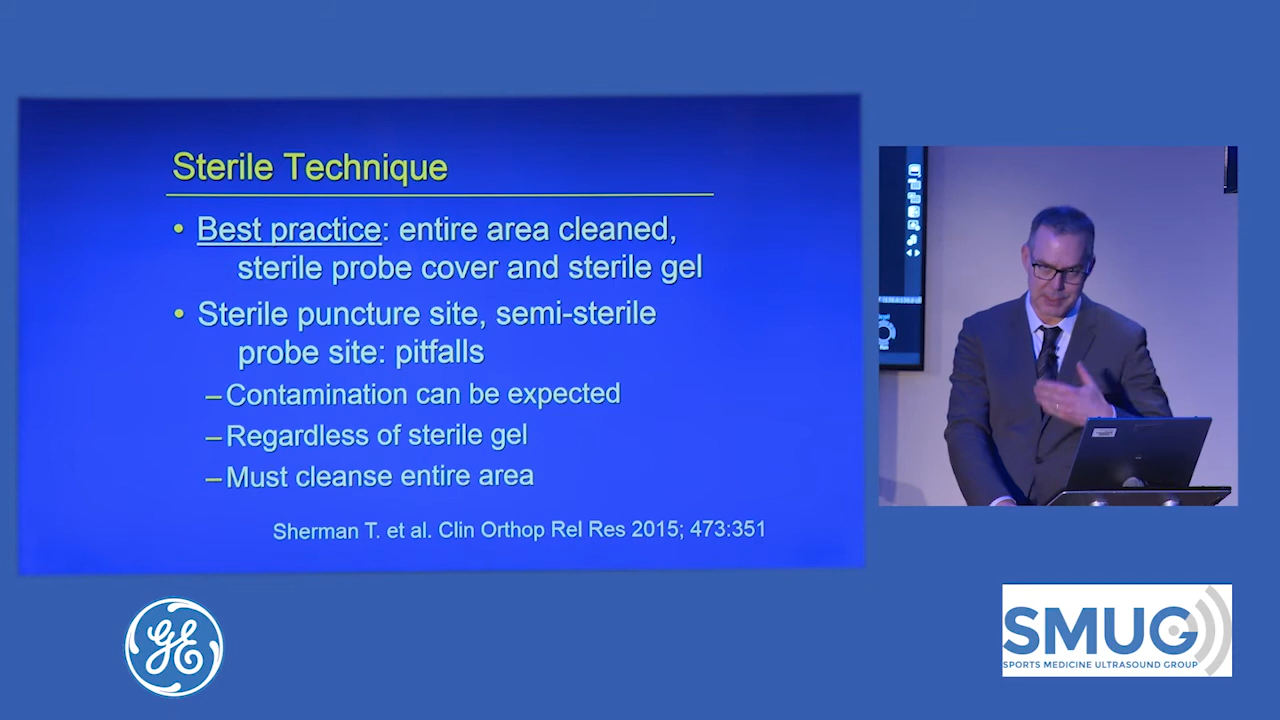 Sterile Technique
• Best practice: entire area cleaned,
sterile probe cover and sterile gel
• Sterile puncture site, semi-sterile
probe site: pitfalls
–Contamination can be expected
–Regardless of sterile gel
–Must cleanse entire area
Sherman T. et al. Clin Orthop Rel Res 2015; 473:351
GE
SMUG
SPORTS MEDICINE ULTRASOUND GROUP